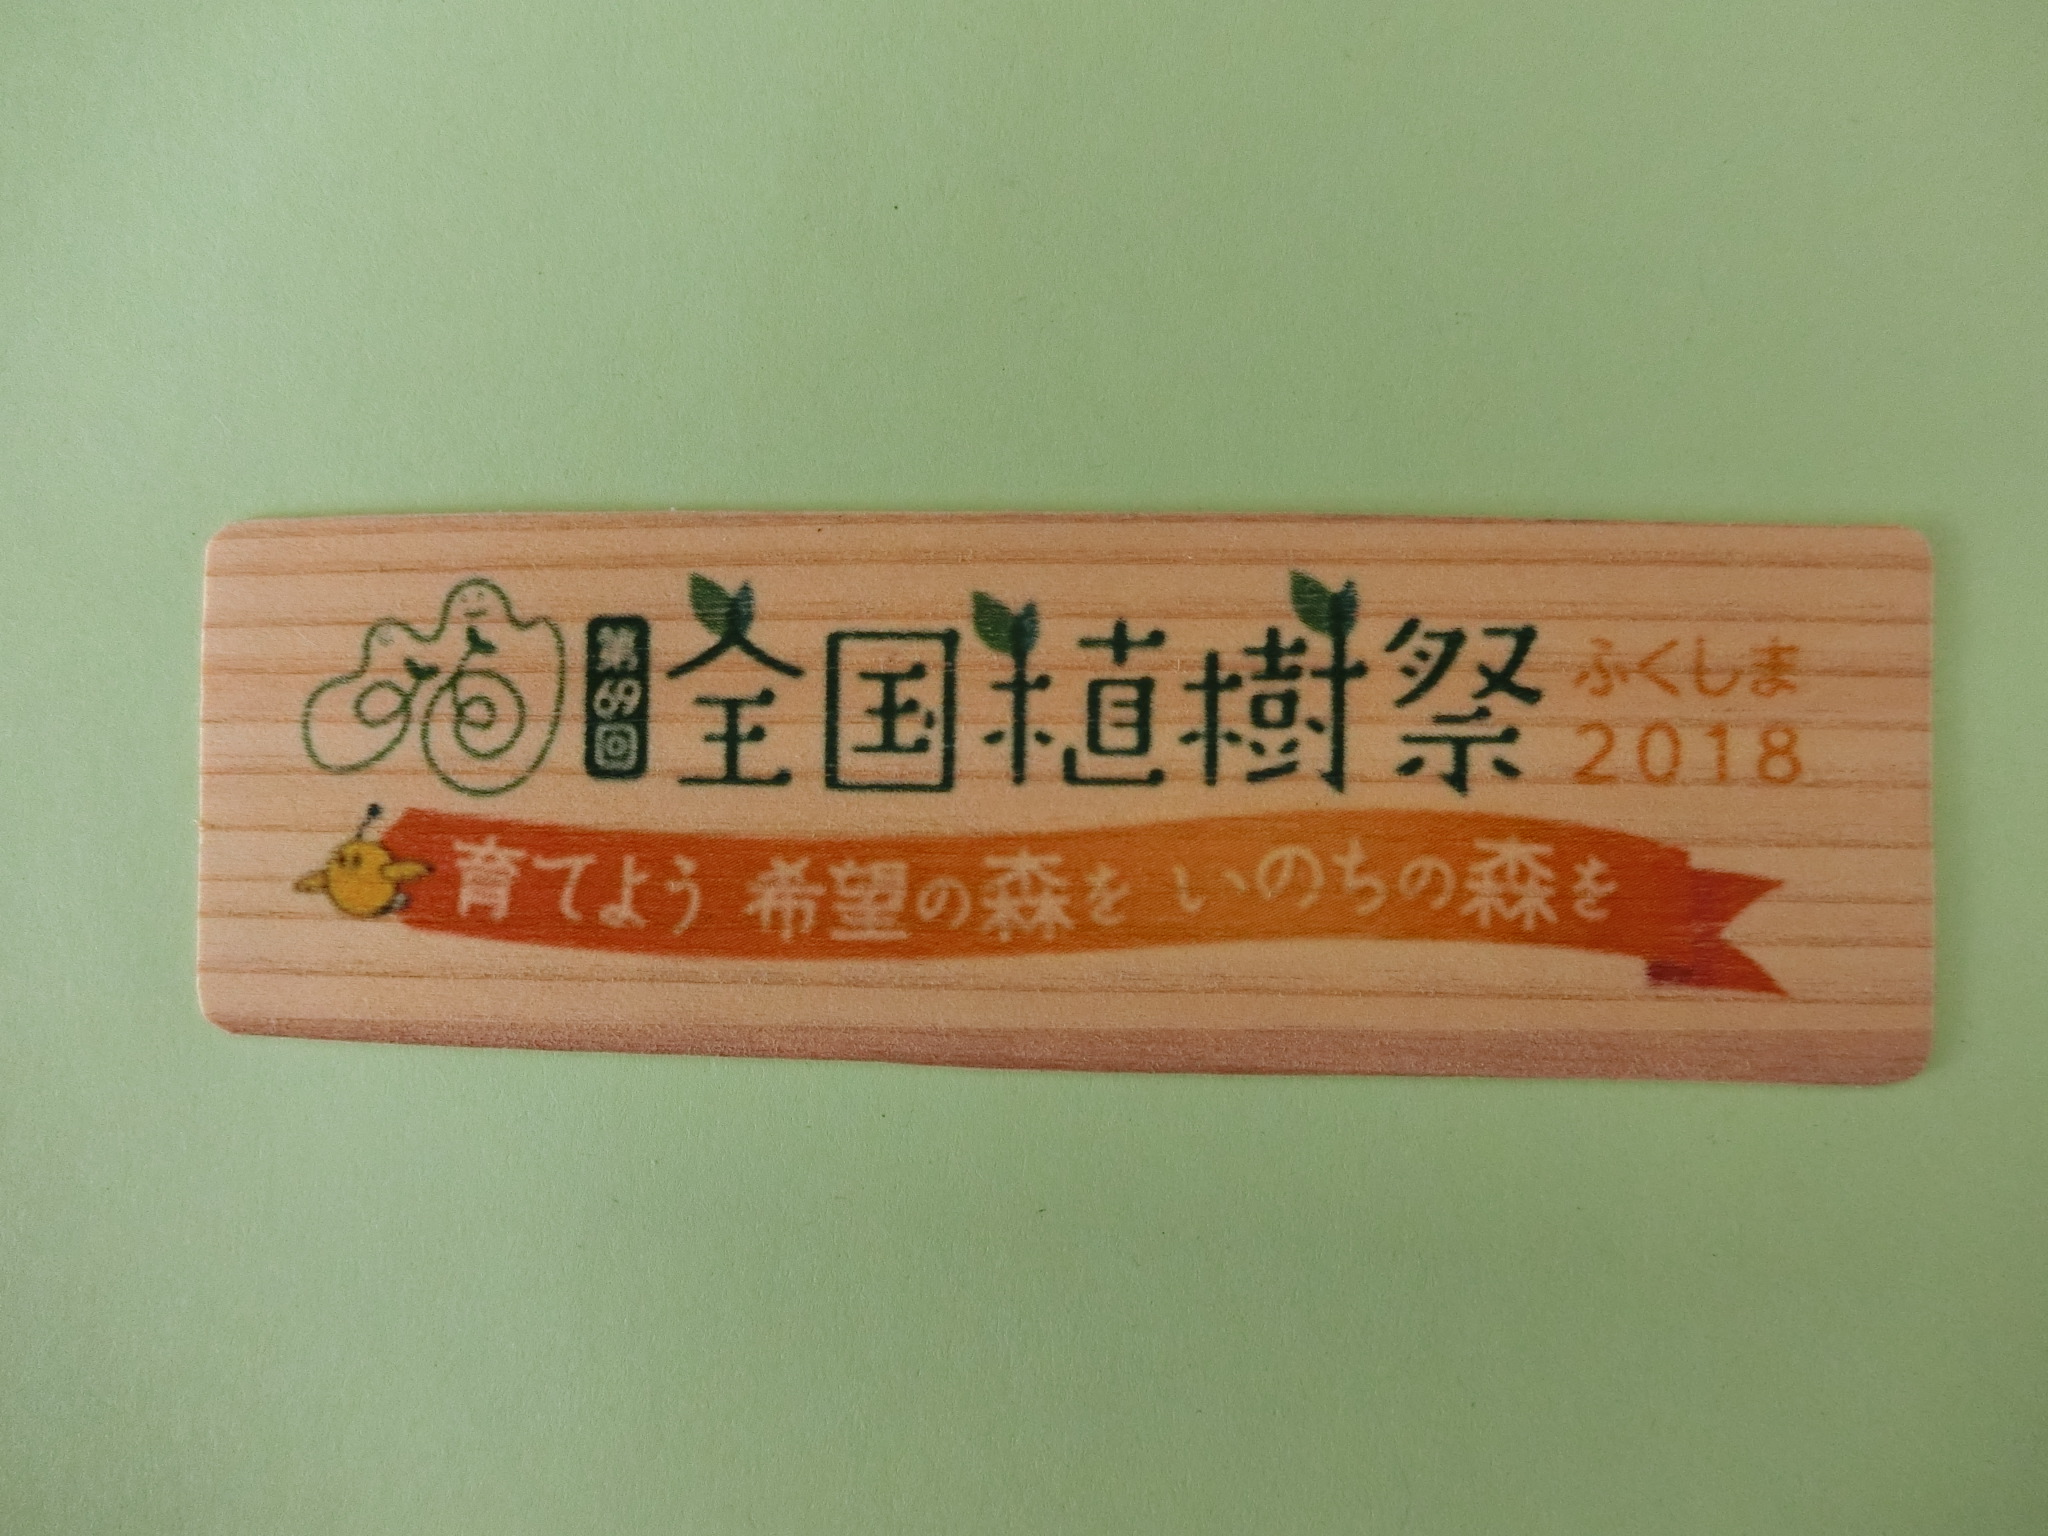 第69回
全国植樹祭
ふくしま
2018
育てよう 希望の森を いのちの森を